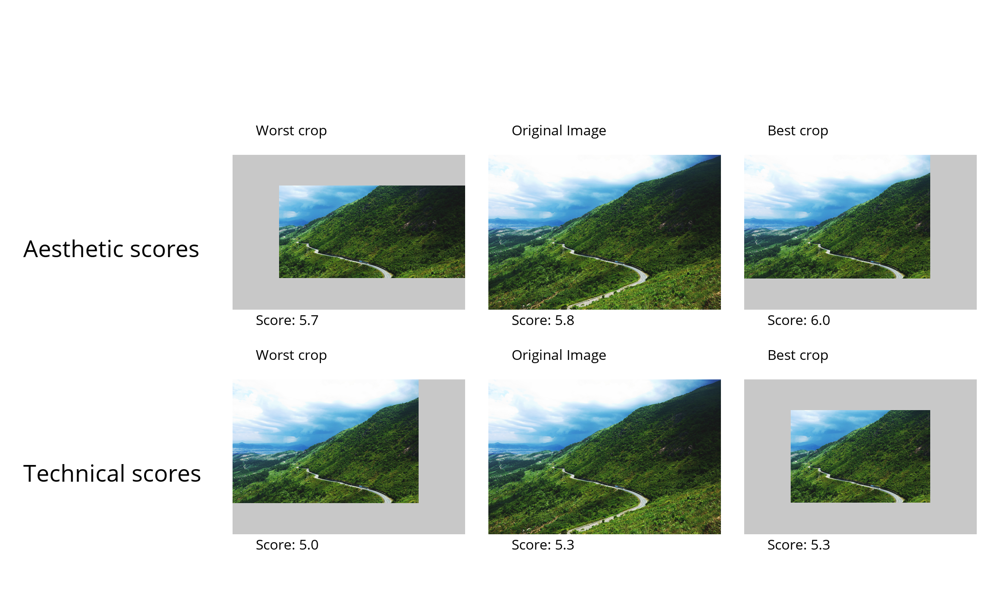 Worst crop
Original Image
Best crop
Aesthetic scores
Score: 5.7
Score: 5.8
Score: 6.0
Worst crop
Original Image
Best crop
Technical scores
Score: 5.0
Score: 5.3
Score: 5.3